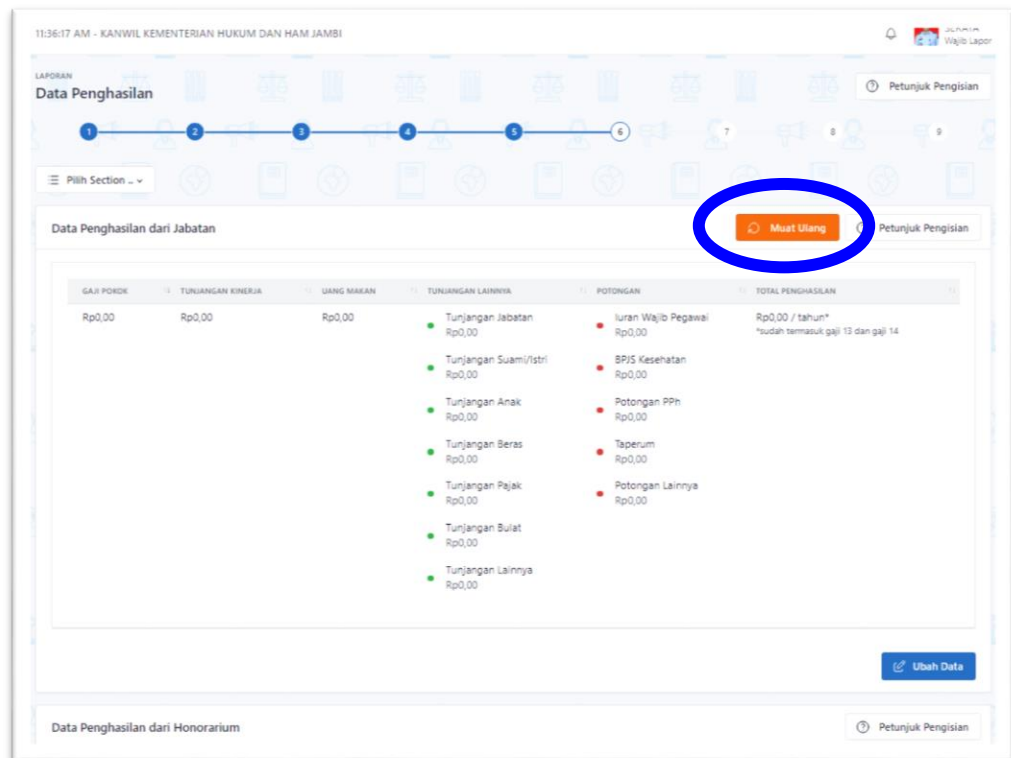 11:36:17 AM - KANWIL KEMENTERIAN HUKUM DAN HAM JAMBI
Wajib Lapor
LAPORAN
Data Penghasilan
Petunjuk Pengisian
1 2 3 4 5 6 7 8 9
Pilih Section ...
Data Penghasilan dari Jabatan
Muat Ulang
Petunjuk Pengisian
GAJI POKOK TUNJANGAN KINERJA UANG MAKAN TUNJANGAN LAINNYA POTONGAN TOTAL PENGHASILAN
Rp0,00 Rp0,00 Rp0,00 Tunjangan Jabatan Iuran Wajib Pegawai Rp0,00 / tahun*
Rp0,00 Rp0,00 *sudah termasuk gaji 13 dan gaji 14
Tunjangan Suami/Istri BPJS Kesehatan
Rp0,00 Rp0,00
Tunjangan Anak Potongan PPh
Rp0,00 Rp0,00
Tunjangan Beras Taperum
Rp0,00 Rp0,00
Tunjangan Pajak Potongan Lainnya
Rp0,00 Rp0,00
Tunjangan Bulat
Rp0,00
Tunjangan Lainnya
Rp0,00
Ubah Data
Data Penghasilan dari Honorarium
Petunjuk Pengisian